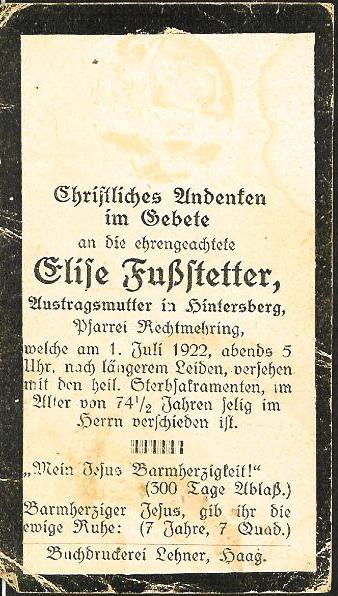 Christliches Andenken
im Gebete
an die ehrengeachtete
Elise Fußstetter,
Austragsmutter in Hintersberg,
Pfarrei Rechtmehring,
welche am 1. Juli 1922, abends 5
Uhr, nach längerem Leiden, versehen
mit den heil. Sterbsakramenten, im
Alter von 74½ Jahren selig im
Herrn verschieden ist.
„Mein Jesus Barmherzigkeit!“
(300 Tage Ablaß.)
Barmherziger Jesus, gib ihr die
ewige Ruhe: (7 Jahre, 7 Quad.)
Buchdruckerei Lehner, Haag.